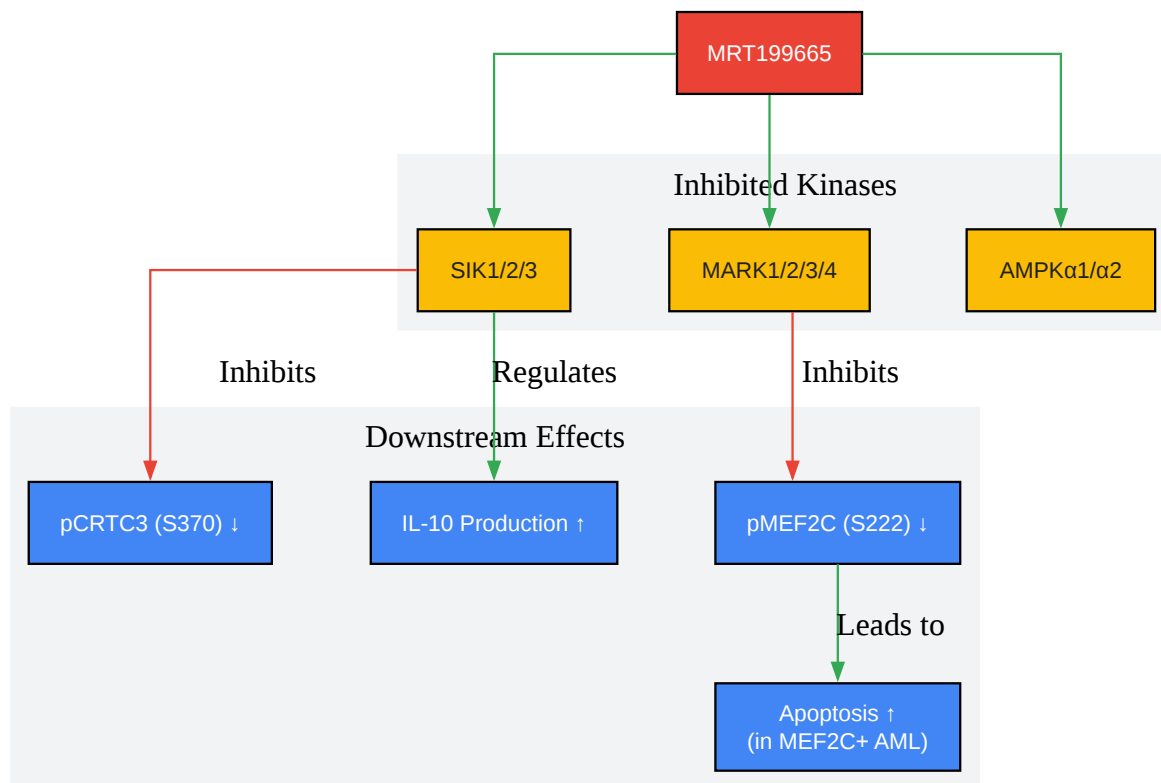 MRT199665
Inhibited Kinases
SIK1/2/3
MARK1/2/3/4
AMPKα1/α2
Inhibits
Regulates
Inhibits
Downstream Effects
pCRTC3 (S370) ↓
IL-10 Production ↑
pMEF2C (S222) ↓
Leads to
Apoptosis ↑
(in MEF2C+ AML)